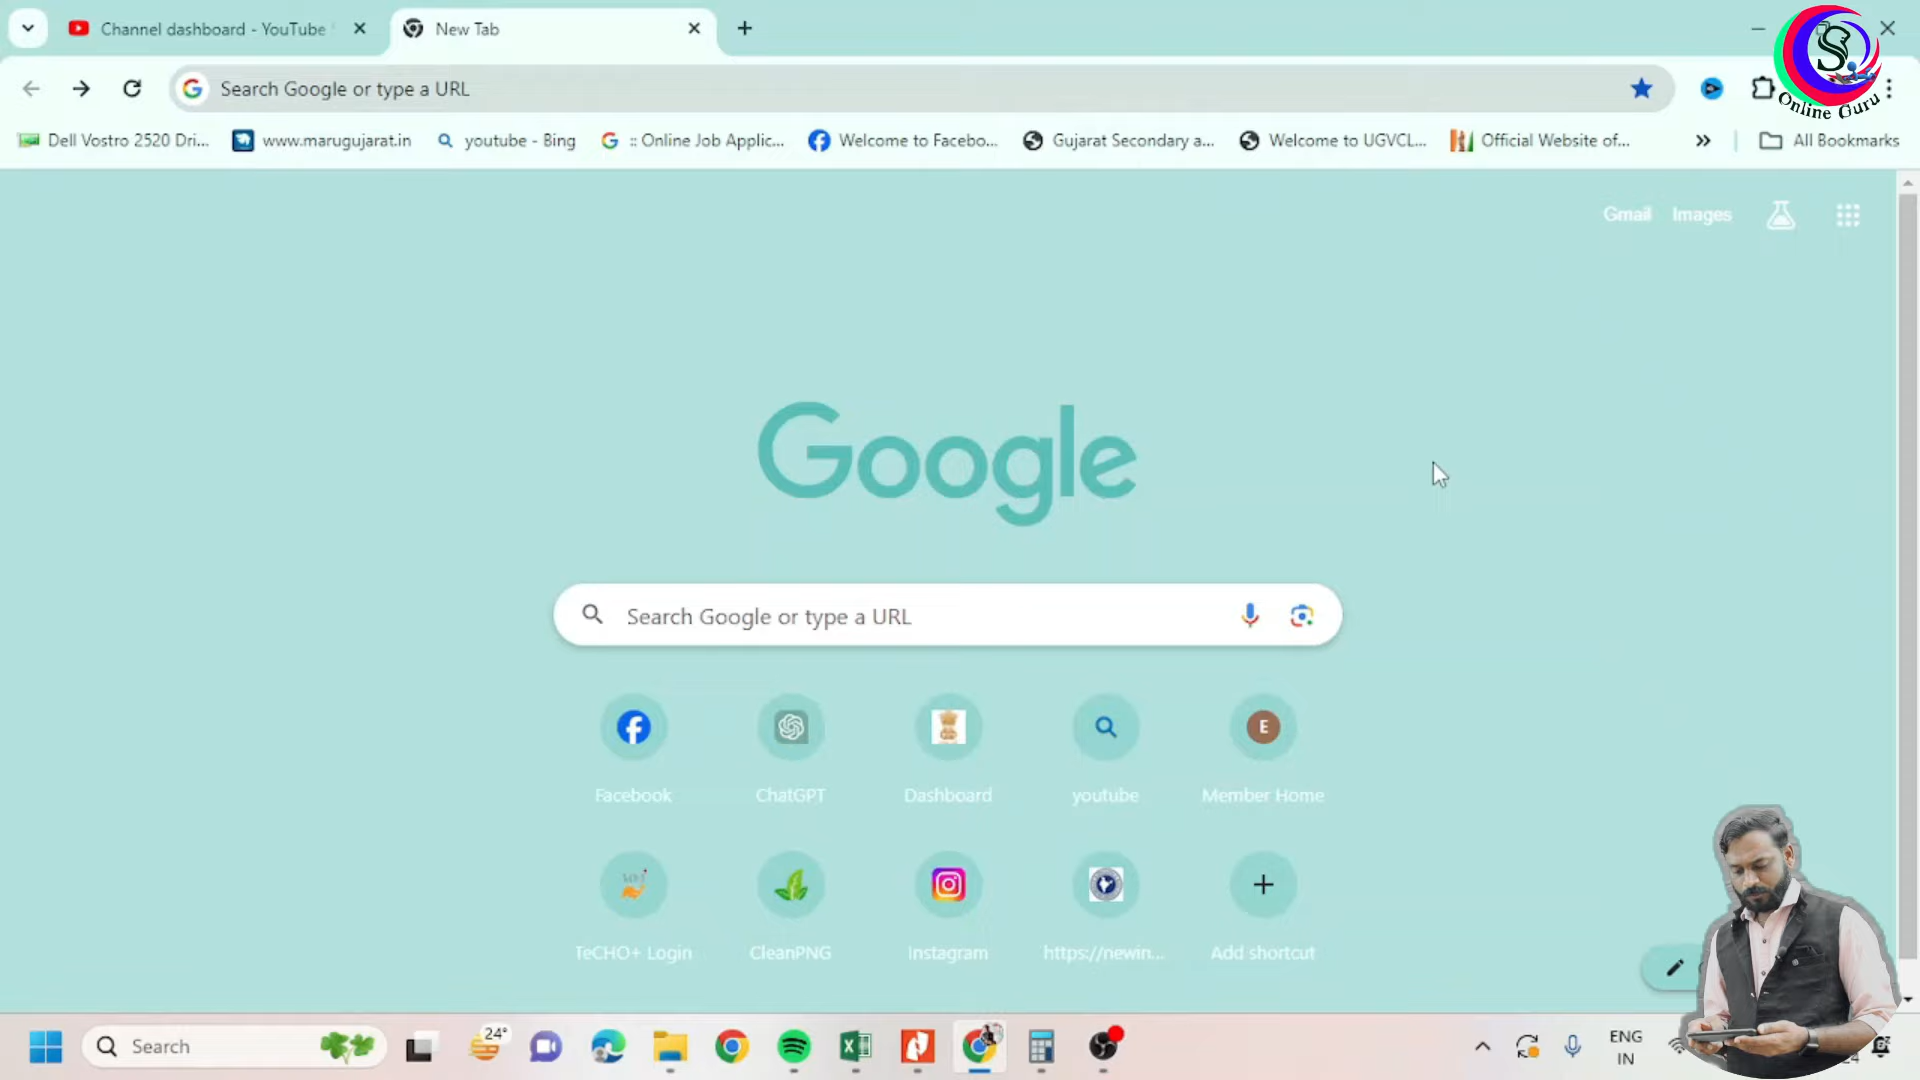 Channel dashboard - YouTube
New Tab
Search Google or type a URL
S
Online Guru
Dell Vostro 2520 Dri...
www.marugujarat.in
youtube - Bing
:: Online Job Applic...
Welcome to Facebo...
Gujarat Secondary a...
Welcome to UGVCL...
Official Website of...
All Bookmarks
Gmail
Images
Google
Search Google or type a URL
Facebook
ChatGPT
Dashboard
youtube
E
Member Home
TeCHO+ Login
CleanPNG
Instagram
https://newin...
Add shortcut
Search
24°
ENG
IN